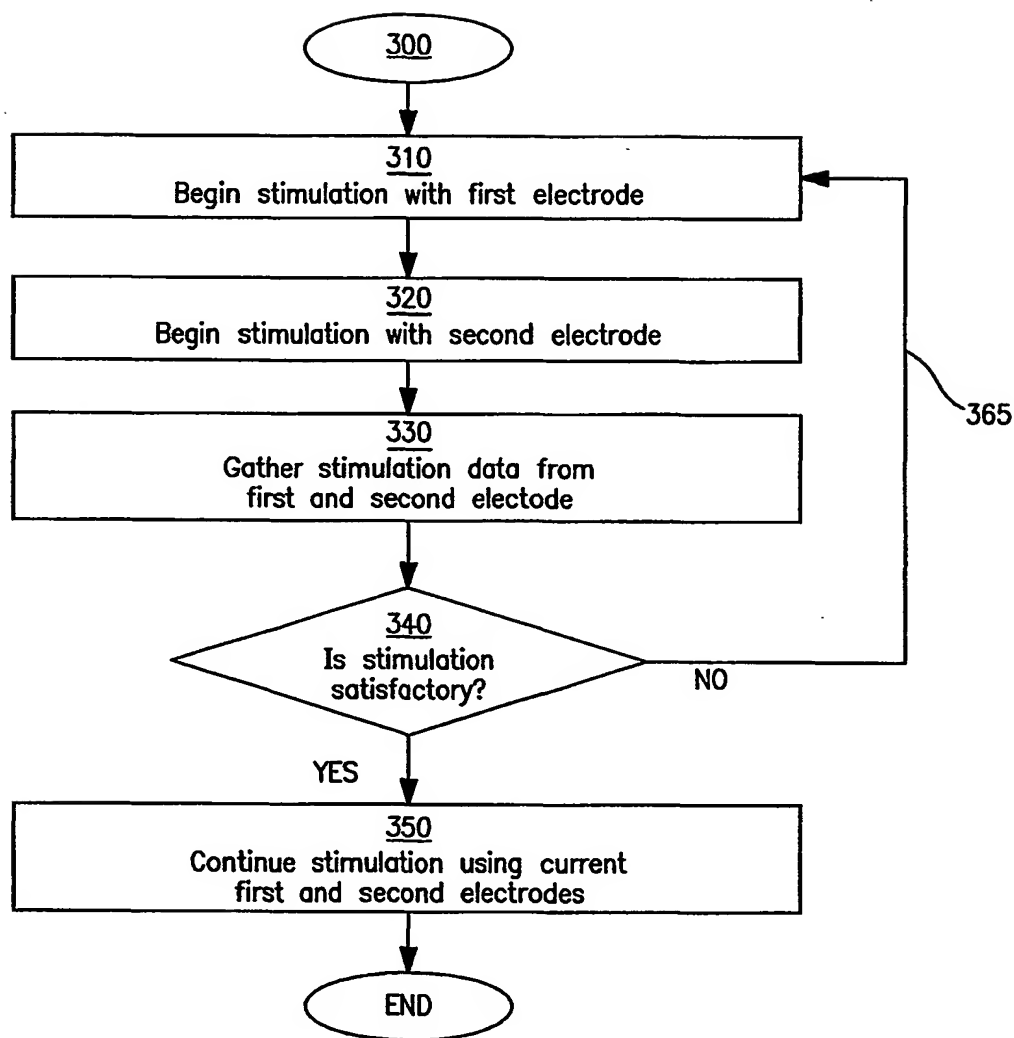 300
310
Begin stimulation with first electrode
320
Begin stimulation with second electrode
365
330
Gather stimulation data from
first and second electode
340
Is stimulation
satisfactory?
NO
YES
350
Continue stimulation using current
first and second electrodes
END